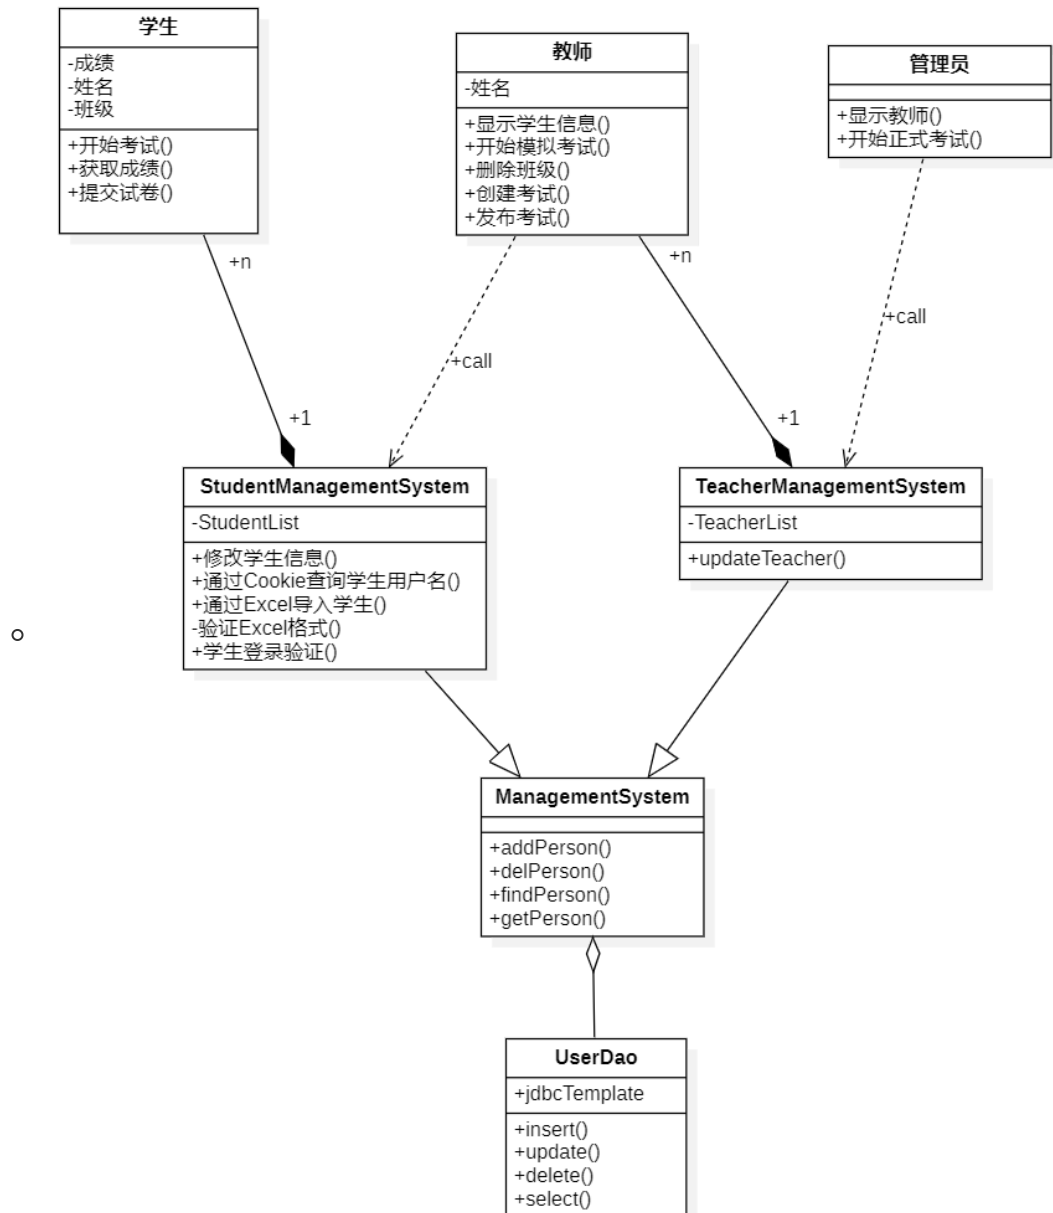 学生
-成绩
-姓名
-班级
+开始考试()
+获取成绩()
+提交试卷()
教师
-姓名
+显示学生信息()
+开始模拟考试()
+删除班级()
+创建考试()
+发布考试()
管理员
+显示教师()
+开始正式考试()
+n
+n
+call
+call
+1
+1
StudentManagementSystem
-StudentList
+修改学生信息()
+通过Cookie查询学生用户名()
+通过Excel导入学生()
-验证Excel格式()
+学生登录验证()
TeacherManagementSystem
-TeacherList
+updateTeacher()
ManagementSystem
+addPerson()
+delPerson()
+findPerson()
+getPerson()
UserDao
+jdbcTemplate
+insert()
+update()
+delete()
+select()